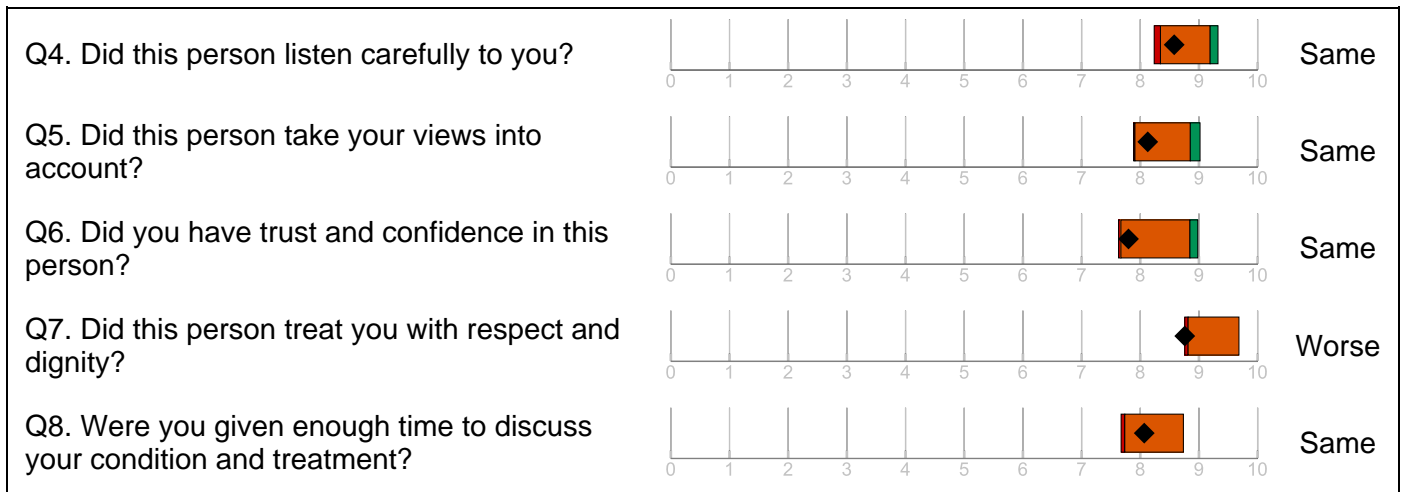 Q4. Did this person listen carefully to you?
0 1 2 3 4 5 6 7 8 9 10
Same
Q5. Did this person take your views into
account?
0 1 2 3 4 5 6 7 8 9 10
Same
Q6. Did you have trust and confidence in this
person?
0 1 2 3 4 5 6 7 8 9 10
Same
Q7. Did this person treat you with respect and
dignity?
0 1 2 3 4 5 6 7 8 9 10
Worse
Q8. Were you given enough time to discuss
your condition and treatment?
0 1 2 3 4 5 6 7 8 9 10
Same